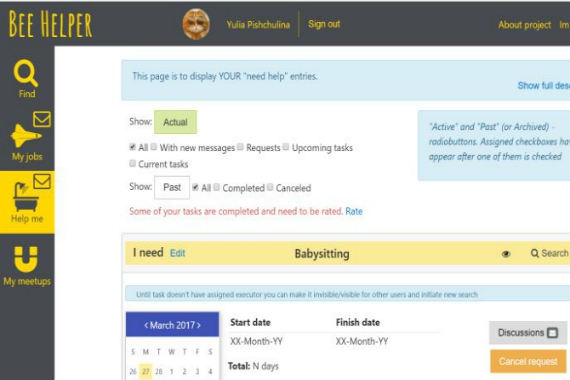 BEE HELPER
Yulia Pishchulina
Sign out
About project
Im
Find
My jobs
Help me
My meetups
This page is to display YOUR "need help" entries.
Show full desc
Show: Actual
All With new messages Requests Upcoming tasks
Current tasks
Show: Past All Completed Canceled
Some of your tasks are completed and need to be rated. Rate
"Active" and "Past" (or Archived) -
radiobuttons. Assigned checkboxes hav
appear after one of them is checked
I need Edit Babysitting Search
Until task doesn't have assigned executor you can make it invisible/visible for other users and initiate new search
‹ March 2017 ›
S M T W T F S
26 27 28 1 2 3 4
Start date Finish date
XX-Month-YY XX-Month-YY
Total: N days
Discussions
Cancel request